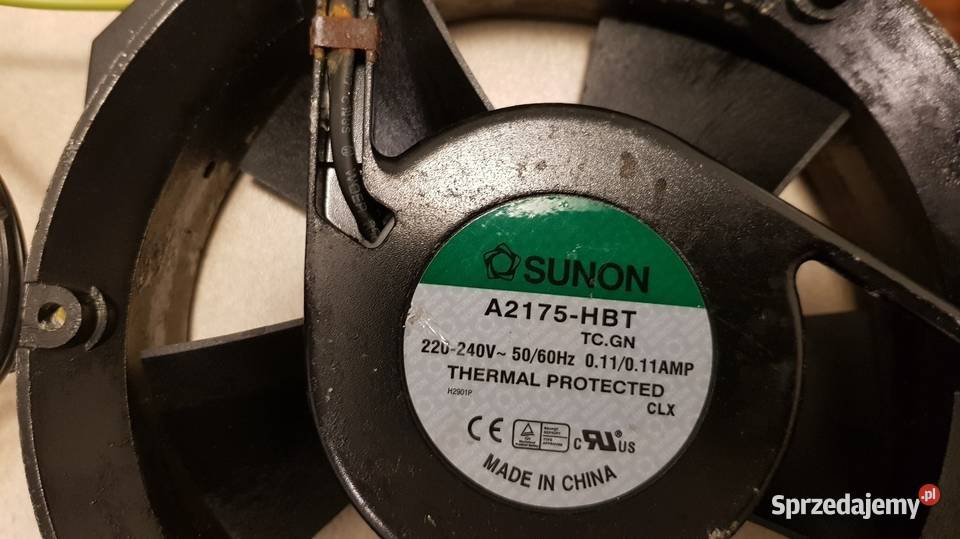 SUNON
A2175-HBT
TC.GN
220-240V~ 50/60Hz 0.11/0.11AMP
THERMAL PROTECTED
H2901P
CLX
CE
c RU ® US
MADE IN CHINA
Sprzedajemy .pl